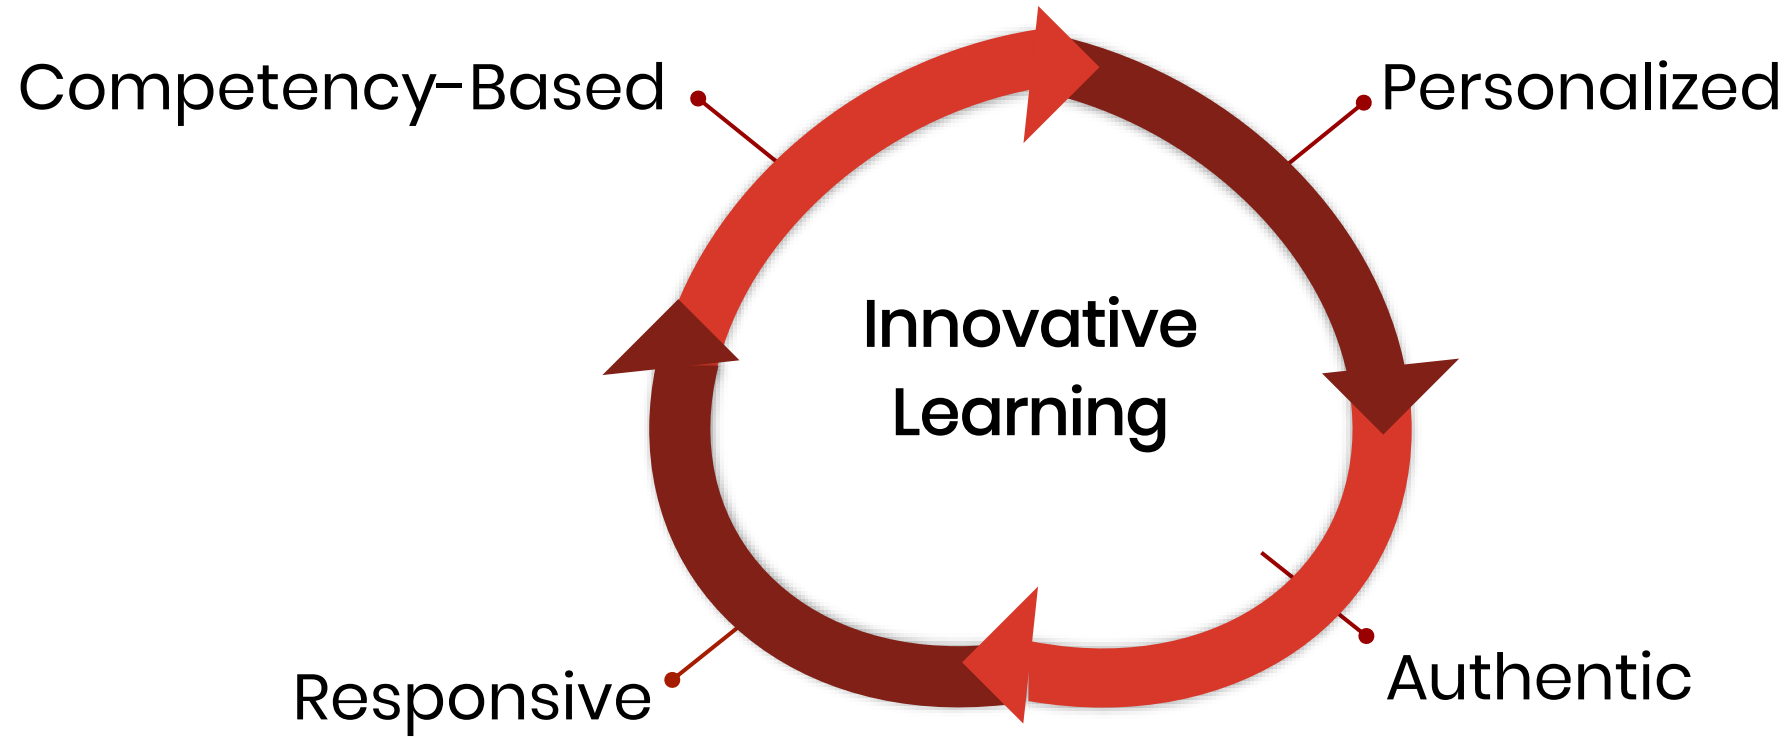 Competency-Based
Personalized
Innovative
Learning
Responsive
Authentic